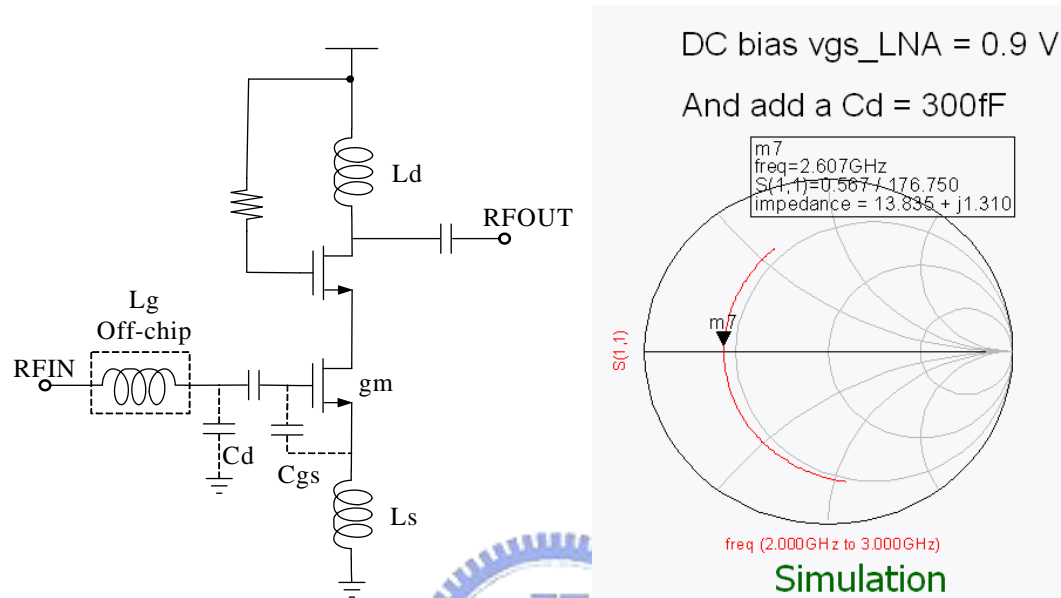 Ld
RFOUT
Lg
Off-chip
RFIN
gm
Cd
Cgs
Ls
DC bias vgs_LNA = 0.9 V
And add a Cd = 300fF
m7
freq=2.607GHz
S(1,1)=0.567 / 176.750
impedance = 13.835 + j1.310
m7
S(1,1)
freq (2.000GHz to 3.000GHz)
Simulation